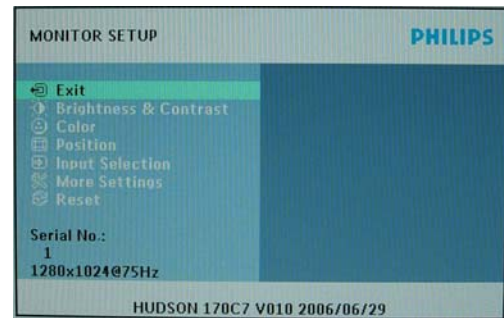 MONITOR SETUP
PHILIPS
Exit
Brightness & Contrast
Color
Position
Input Selection
More Settings
Reset
Serial No.:
1
1280x1024@75Hz
HUDSON 170C7 V010 2006/06/29